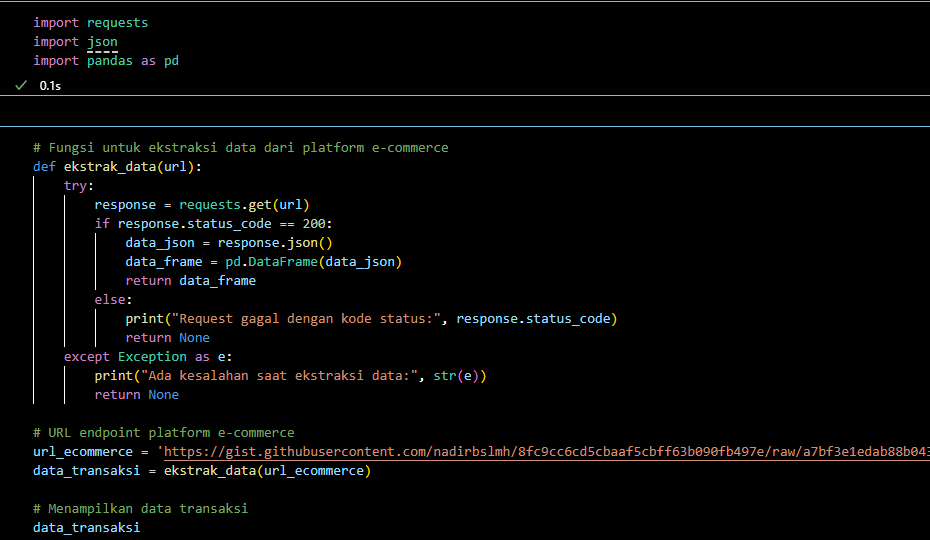 import requests
import json
import pandas as pd
0.1s
# Fungsi untuk ekstraksi data dari platform e-commerce
def ekstrak_data(url):
try:
response = requests.get(url)
if response.status_code == 200:
data_json = response.json()
data_frame = pd.DataFrame(data_json)
return data_frame
else:
print("Request gagal dengan kode status:", response.status_code)
return None
except Exception as e:
print("Ada kesalahan saat ekstraksi data:", str(e))
return None
# URL endpoint platform e-commerce
url_ecommerce = 'https://gist.githubusercontent.com/nadirbslmh/8fc9cc6cd5cbaaf5cbff63b090fb497e/raw/a7bf3e1edab88b043
data_transaksi = ekstrak_data(url_ecommerce)
# Menampilkan data transaksi
data_transaksi